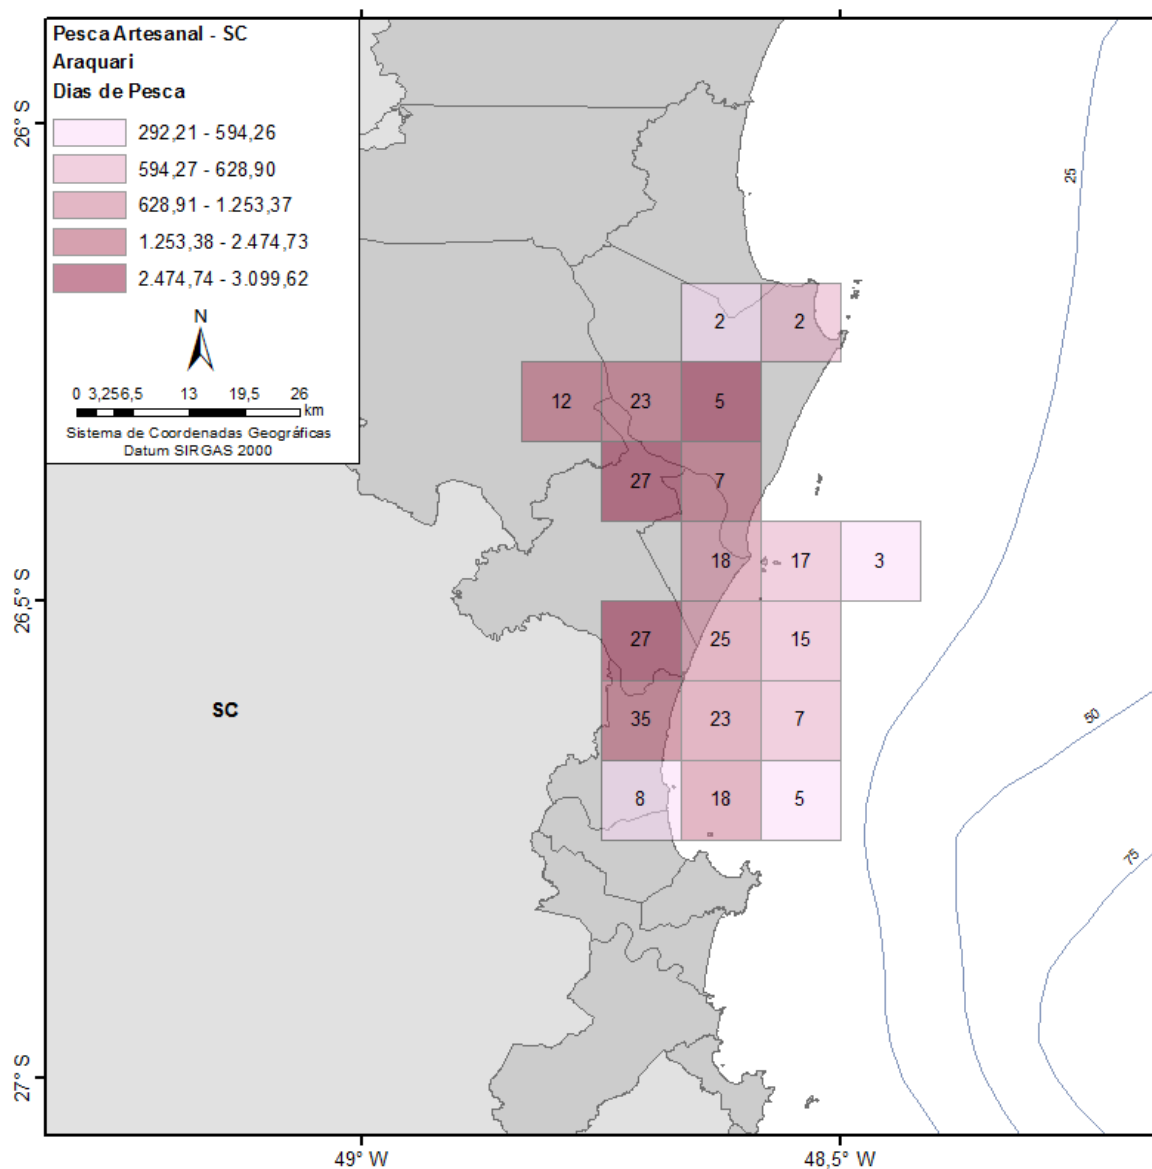 Pesca Artesanal - SC
Araquari
Dias de Pesca
292,21 - 594,26
594,27 - 628,90
628,91 - 1.253,37
1.253,38 - 2.474,73
2.474,74 - 3.099,62
N
0 3,25 6,5 13 19,5 26
km
Sistema de Coordenadas Geográficas
Datum SIRGAS 2000
26° S
25
2 2
12 23 5
27 7
18 17 3
26,5° S
27 25 15
SC
35 23 7
50
8 18 5
75
27° S
49° W 48,5° W